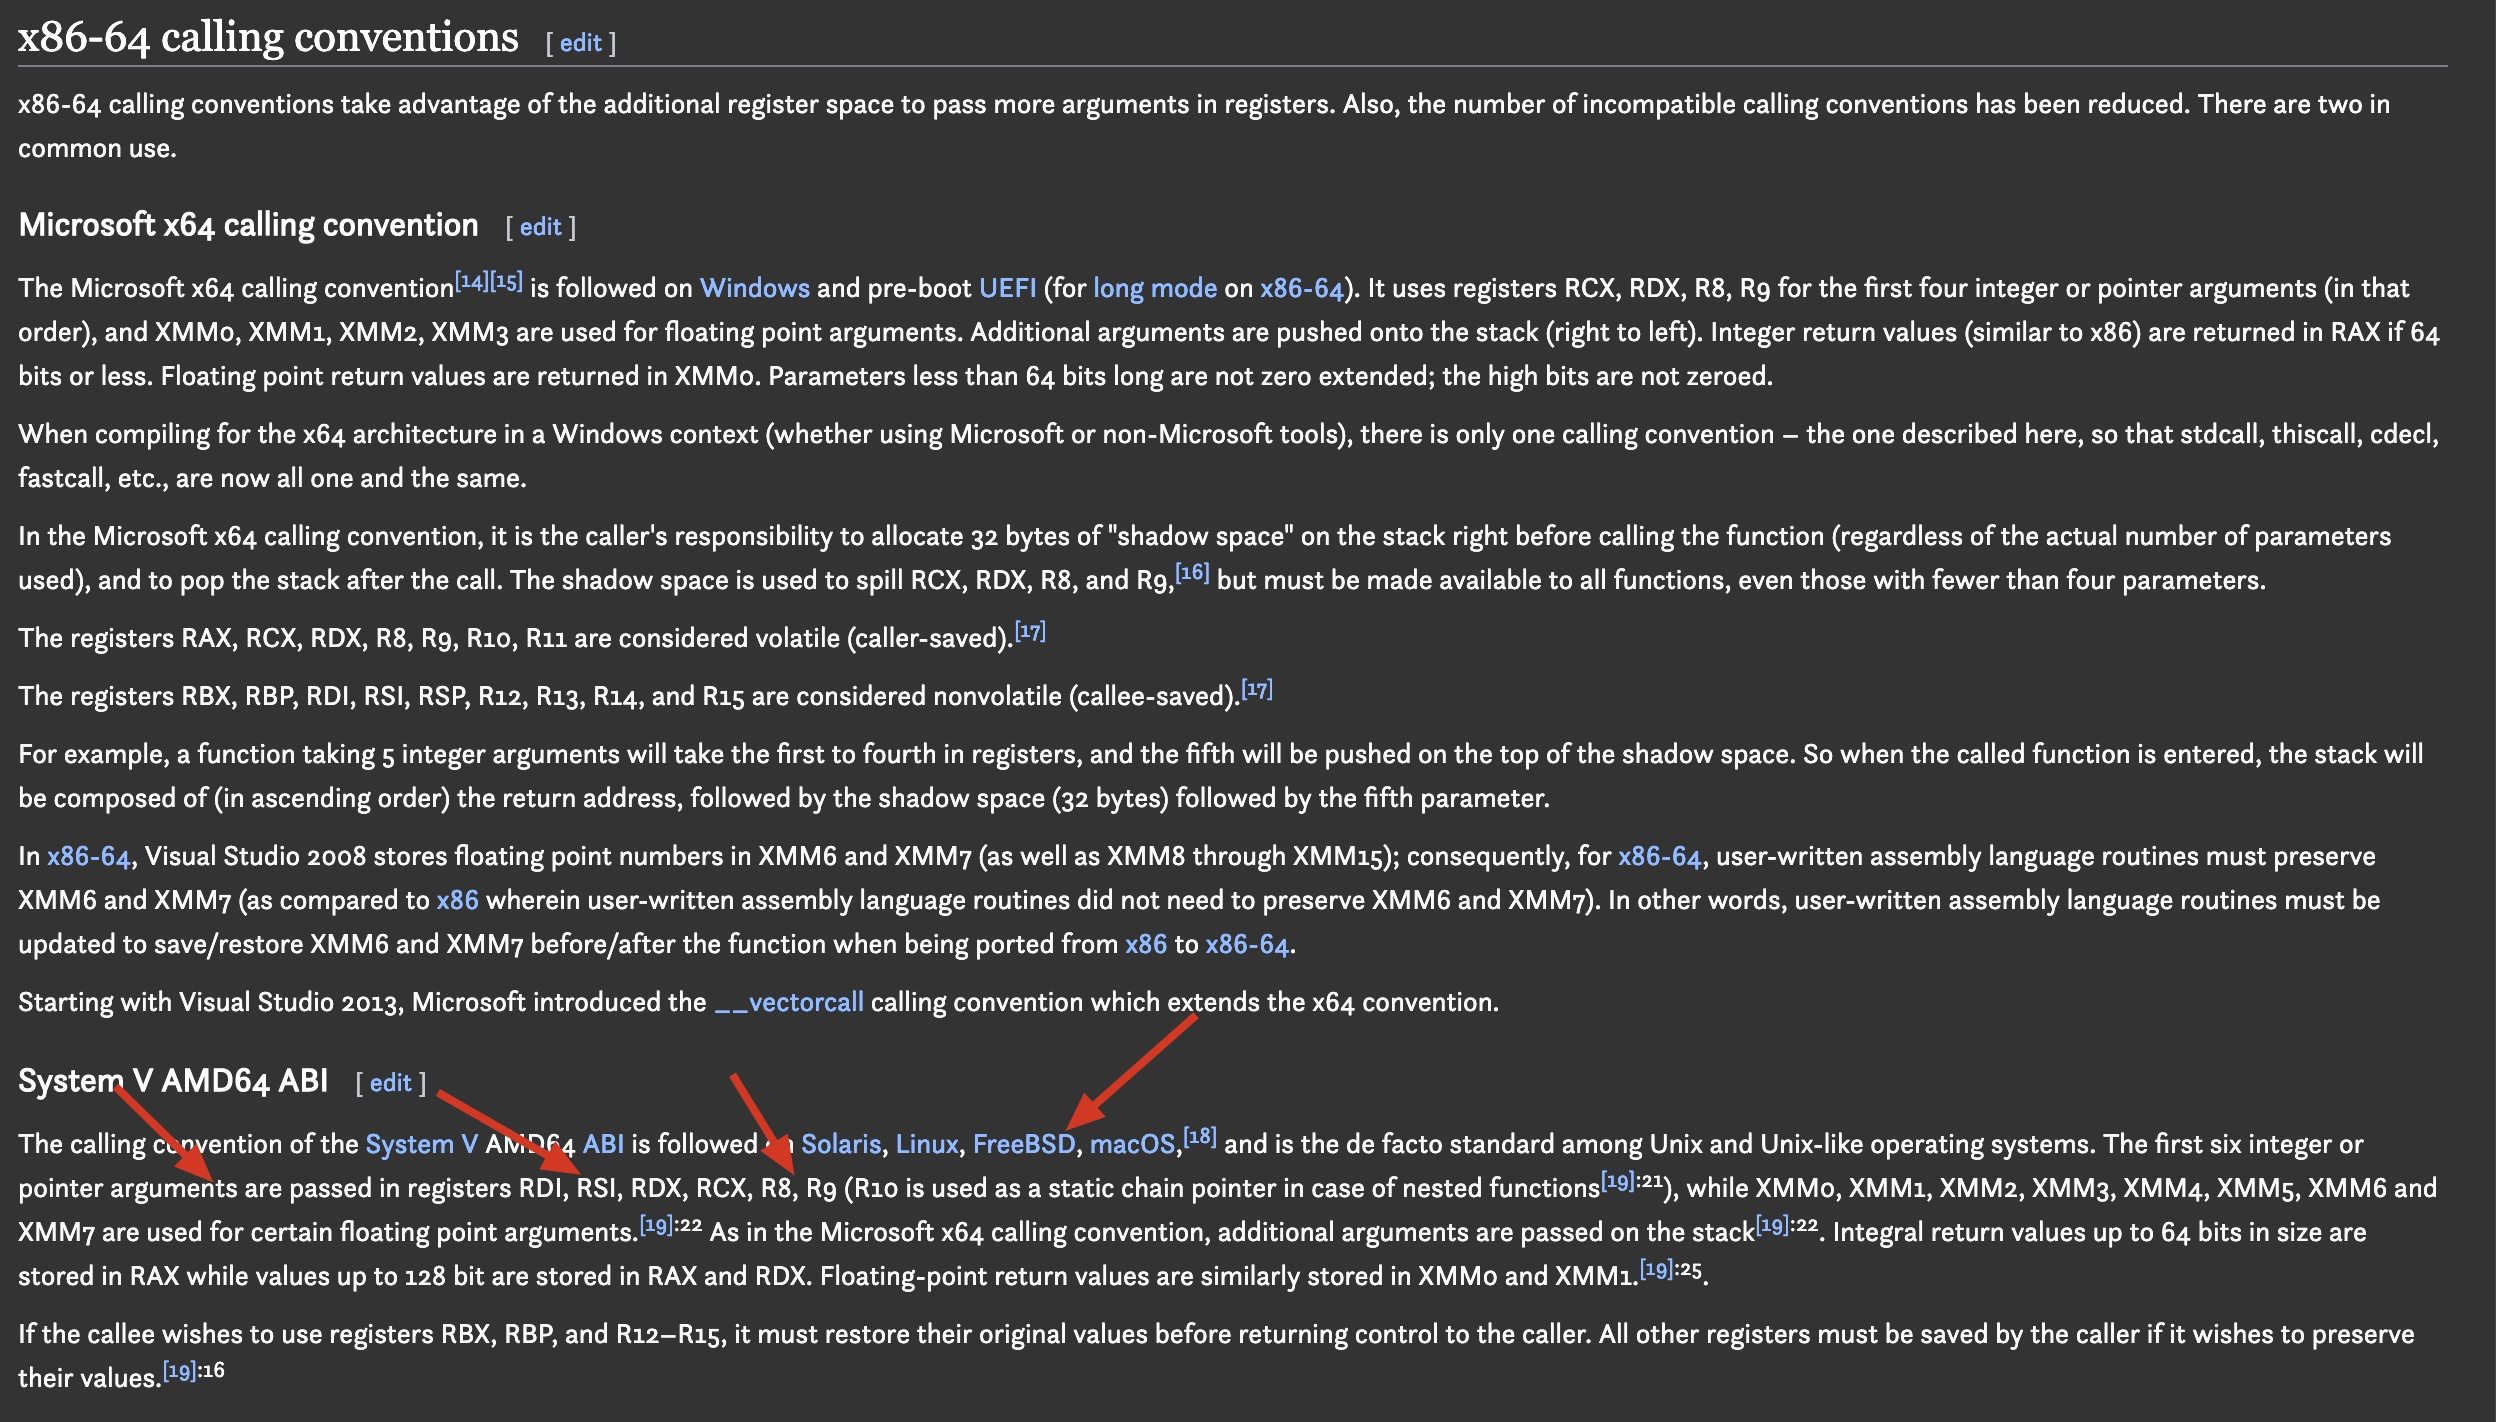 x86-64 calling conventions [ edit ]
x86-64 calling conventions take advantage of the additional register space to pass more arguments in registers. Also, the number of incompatible calling conventions has been reduced. There are two in
common use.
Microsoft x64 calling convention [ edit ]
The Microsoft x64 calling convention[14][15] is followed on Windows and pre-boot UEFI (for long mode on x86-64). It uses registers RCX, RDX, R8, R9 for the first four integer or pointer arguments (in that
order), and XMM0, XMM1, XMM2, XMM3 are used for floating point arguments. Additional arguments are pushed onto the stack (right to left). Integer return values (similar to x86) are returned in RAX if 64
bits or less. Floating point return values are returned in XMM0. Parameters less than 64 bits long are not zero extended; the high bits are not zeroed.
When compiling for the x64 architecture in a Windows context (whether using Microsoft or non-Microsoft tools), there is only one calling convention – the one described here, so that stdcall, thiscall, cdecl,
fastcall, etc., are now all one and the same.
In the Microsoft x64 calling convention, it is the caller's responsibility to allocate 32 bytes of "shadow space" on the stack right before calling the function (regardless of the actual number of parameters
used), and to pop the stack after the call. The shadow space is used to spill RCX, RDX, R8, and R9,[16] but must be made available to all functions, even those with fewer than four parameters.
The registers RAX, RCX, RDX, R8, R9, R10, R11 are considered volatile (caller-saved).[17]
The registers RBX, RBP, RDI, RSI, RSP, R12, R13, R14, and R15 are considered nonvolatile (callee-saved).[17]
For example, a function taking 5 integer arguments will take the first to fourth in registers, and the fifth will be pushed on the top of the shadow space. So when the called function is entered, the stack will
be composed of (in ascending order) the return address, followed by the shadow space (32 bytes) followed by the fifth parameter.
In x86-64, Visual Studio 2008 stores floating point numbers in XMM6 and XMM7 (as well as XMM8 through XMM15); consequently, for x86-64, user-written assembly language routines must preserve
XMM6 and XMM7 (as compared to x86 wherein user-written assembly language routines did not need to preserve XMM6 and XMM7). In other words, user-written assembly language routines must be
updated to save/restore XMM6 and XMM7 before/after the function when being ported from x86 to x86-64.
Starting with Visual Studio 2013, Microsoft introduced the __vectorcall calling convention which extends the x64 convention.
System V AMD64 ABI [ edit ]
The calling convention of the System V AMD64 ABI is followed on Solaris, Linux, FreeBSD, macOS,[18] and is the de facto standard among Unix and Unix-like operating systems. The first six integer or
pointer arguments are passed in registers RDI, RSI, RDX, RCX, R8, R9 (R10 is used as a static chain pointer in case of nested functions[19]:21), while XMM0, XMM1, XMM2, XMM3, XMM4, XMM5, XMM6 and
XMM7 are used for certain floating point arguments.[19]:22 As in the Microsoft x64 calling convention, additional arguments are passed on the stack[19]:22. Integral return values up to 64 bits in size are
stored in RAX while values up to 128 bit are stored in RAX and RDX. Floating-point return values are similarly stored in XMM0 and XMM1.[19]:25.
If the callee wishes to use registers RBX, RBP, and R12–R15, it must restore their original values before returning control to the caller. All other registers must be saved by the caller if it wishes to preserve
their values.[19]:16